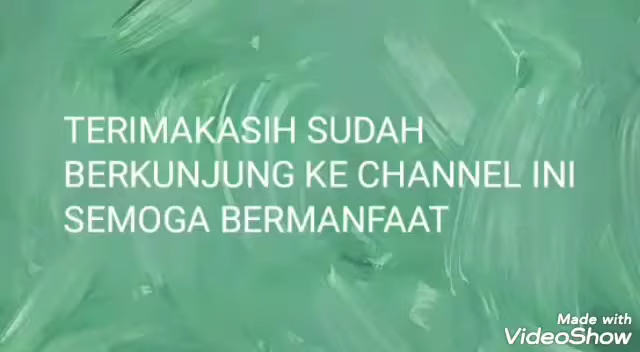 TERIMAKASIH SUDAH
BERKUNJUNG KE CHANNEL INI
SEMOGA BERMANFAAT
Made with
VideoShow